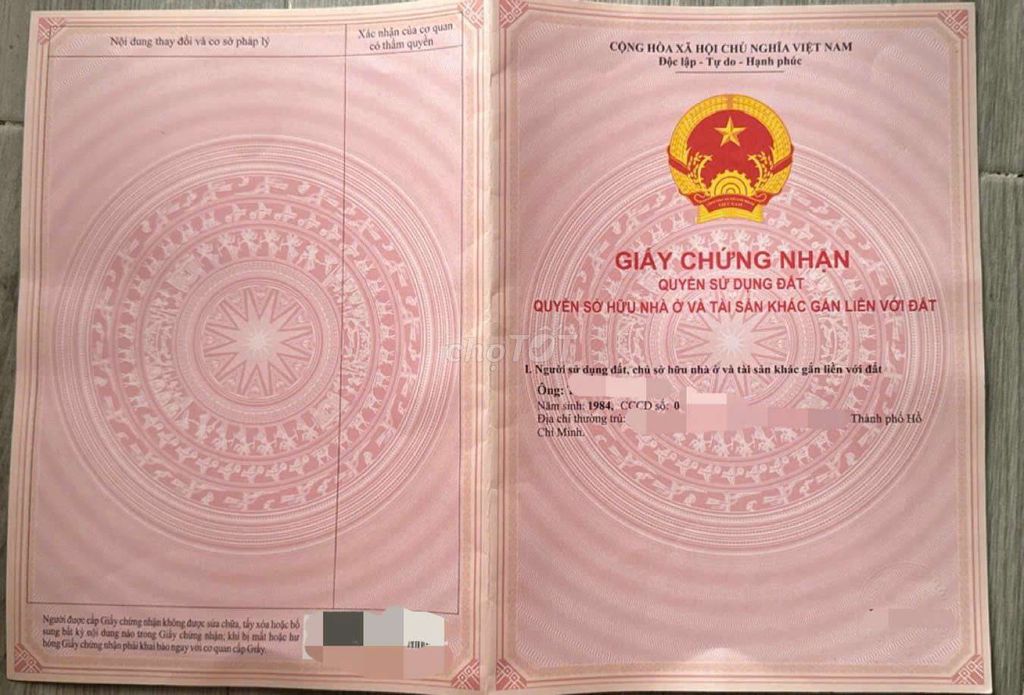 Nội dung thay đổi và cơ sở pháp lý
Xác nhận của cơ quan
có thẩm quyền
Người được cấp Giấy chứng nhận không được sửa chữa, tẩy xóa hoặc bổ
sung bất kỳ nội dung nào trong Giấy chứng nhận; khi bị mất hoặc hư
hỏng Giấy chứng nhận phải khai báo ngay với cơ quan cấp Giấy.
CỘNG HÒA XÃ HỘI CHỦ NGHĨA VIỆT NAM
Độc lập - Tự do - Hạnh phúc
GIẤY CHỨNG NHẬN
QUYỀN SỬ DỤNG ĐẤT
QUYỀN SỞ HỮU NHÀ Ở VÀ TÀI SẢN KHÁC GẮN LIỀN VỚI ĐẤT
chợTỐT
I. Người sử dụng đất, chủ sở hữu nhà ở và tài sản khác gắn liền với đất
Ông:
Năm sinh: 1984, CCCD số: 0
Địa chỉ thường trú: Thành phố Hồ
Chí Minh.